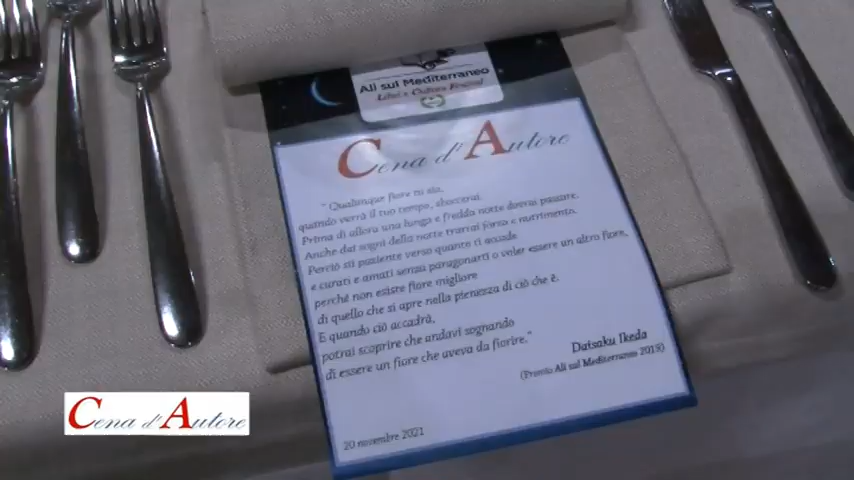 Ali sul Mediterraneo
Libri e Cultura Festival
Cena d'Autore
"Qualunque fiore tu sia,
quando verrà il tuo tempo, sboccerai.
Prima di allora una lunga e fredda notte dovrai passare.
Anche dai sogni della notte trarrai forza e nutrimento.
Perciò sii paziente verso quanto ti accade
e curati e amati senza paragonarti o voler essere un altro fiore,
perché non esiste fiore migliore
di quello che si apre nella pienezza di ciò che è.
E quando ciò accadrà,
potrai scoprire che andavi sognando
di essere un fiore che aveva da fiorire."
Daisaku Ikeda
(Premio Ali sul Mediterraneo 2019)
20 novembre 2021
Cena d'Autore